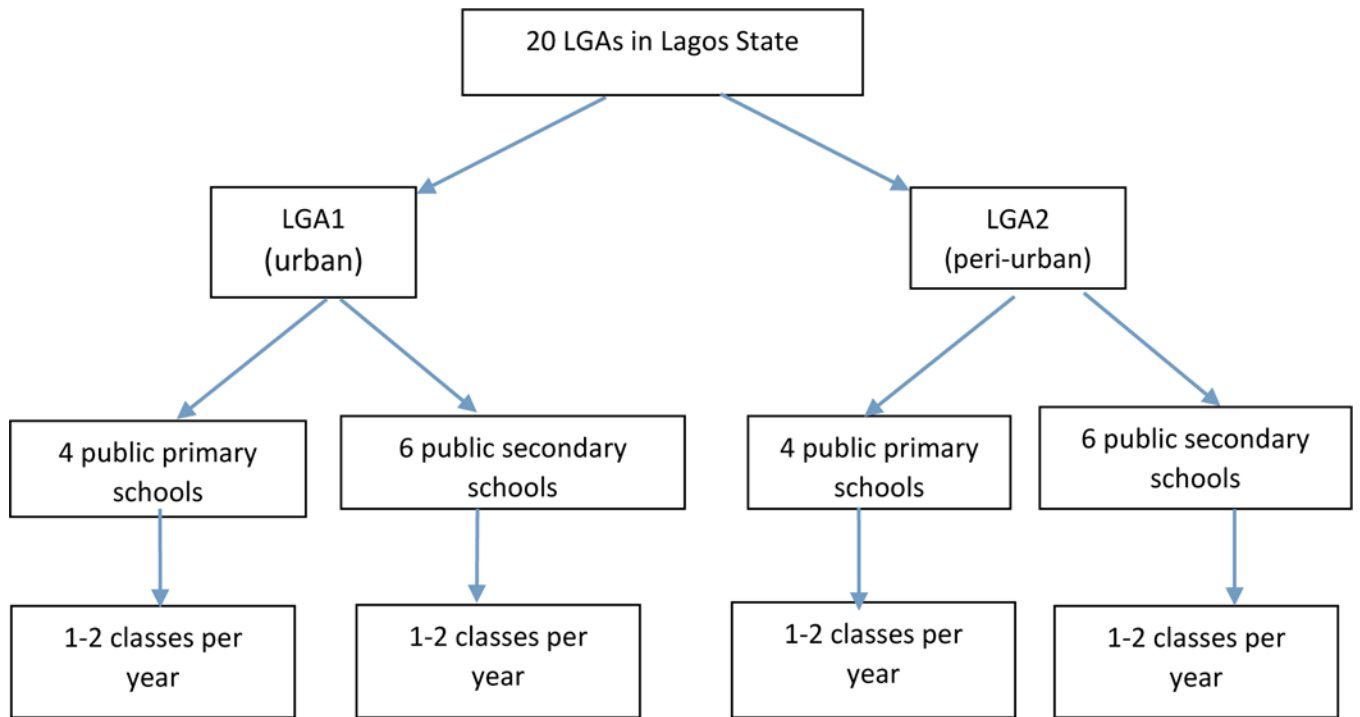 20 LGAs in Lagos State
LGA1
(urban)
LGA2
(peri-urban)
4 public primary
schools
6 public secondary
schools
4 public primary
schools
6 public secondary
schools
1-2 classes per
year
1-2 classes per
year
1-2 classes per
year
1-2 classes per
year